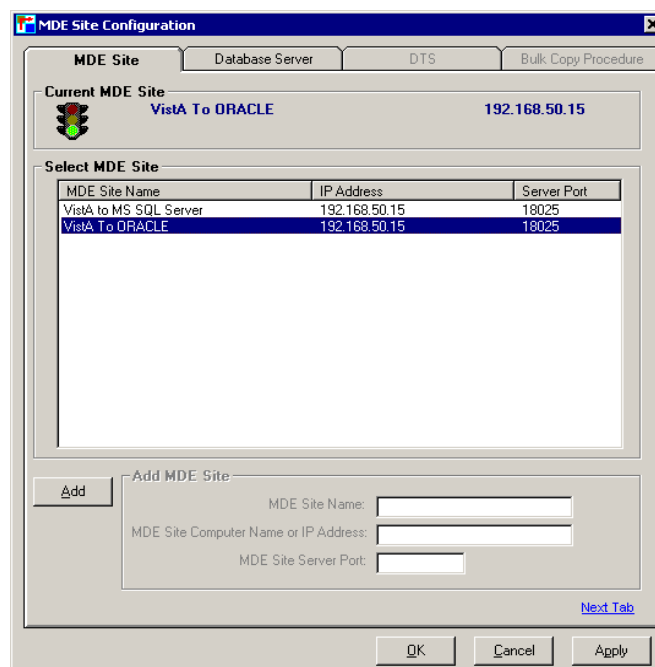 MDE Site Configuration
MDE Site Database Server DTS Bulk Copy Procedure
Current MDE Site
VistA To ORACLE 192.168.50.15
Select MDE Site
MDE Site Name IP Address Server Port
VistA to MS SQL Server 192.168.50.15 18025
VistA To ORACLE 192.168.50.15 18025
Add MDE Site
Add
MDE Site Name:
MDE Site Computer Name or IP Address:
MDE Site Server Port:
Next Tab
OK Cancel Apply